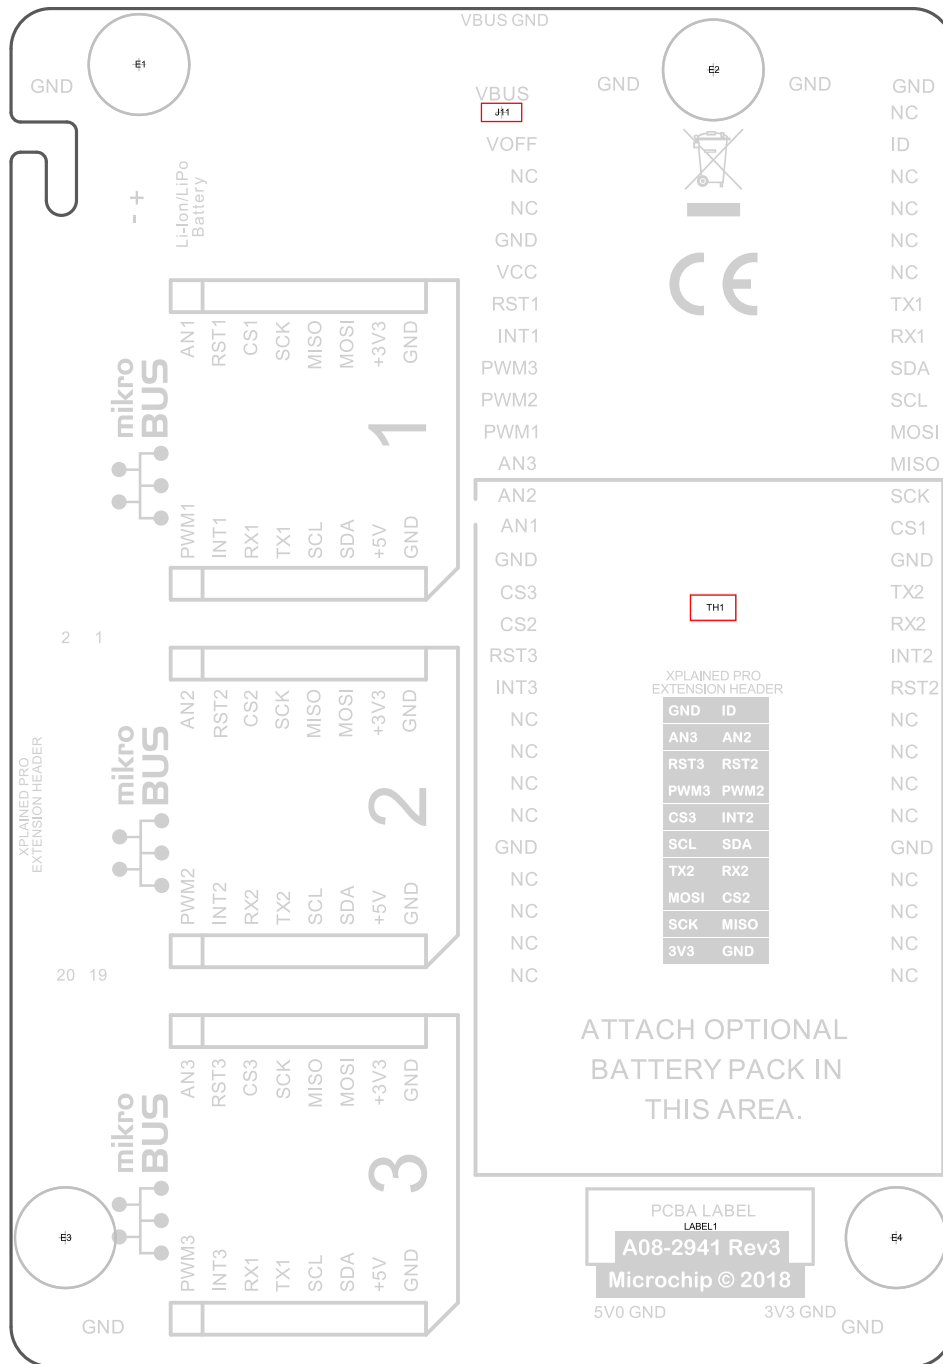 VBUS GND
E1
E2
GND
GND
GND
GND
VBUS
J11
NC
VOFF
ID
NC
NC
NC
NC
GND
NC
VCC
NC
RST1
TX1
INT1
RX1
PWM3
SDA
PWM2
SCL
PWM1
MOSI
AN3
MISO
AN2
SCK
AN1
CS1
GND
GND
CS3
TX2
CS2
RX2
RST3
INT2
INT3
RST2
NC
NC
NC
NC
NC
NC
NC
NC
GND
GND
NC
NC
NC
NC
NC
NC
NC
NC
- +
Li-Ion/LiPo
Battery
mikro
BUS
AN1
RST1
CS1
SCK
MISO
MOSI
+3V3
GND
1
PWM1
INT1
RX1
TX1
SCL
SDA
+5V
GND
2 1
XPLAINED PRO
EXTENSION HEADER
20 19
mikro
BUS
AN2
RST2
CS2
SCK
MISO
MOSI
+3V3
GND
2
PWM2
INT2
RX2
TX2
SCL
SDA
+5V
GND
mikro
BUS
AN3
RST3
CS3
SCK
MISO
MOSI
+3V3
GND
3
PWM3
INT3
RX1
TX1
SCL
SDA
+5V
GND
E3
GND
CE
TH1
XPLAINED PRO
EXTENSION HEADER
GND ID
AN3 AN2
RST3 RST2
PWM3 PWM2
CS3 INT2
SCL SDA
TX2 RX2
MOSI CS2
SCK MISO
3V3 GND
ATTACH OPTIONAL
BATTERY PACK IN
THIS AREA.
PCBA LABEL
LABEL1
A08-2941 Rev3
Microchip © 2018
E4
5V0 GND
3V3 GND
GND